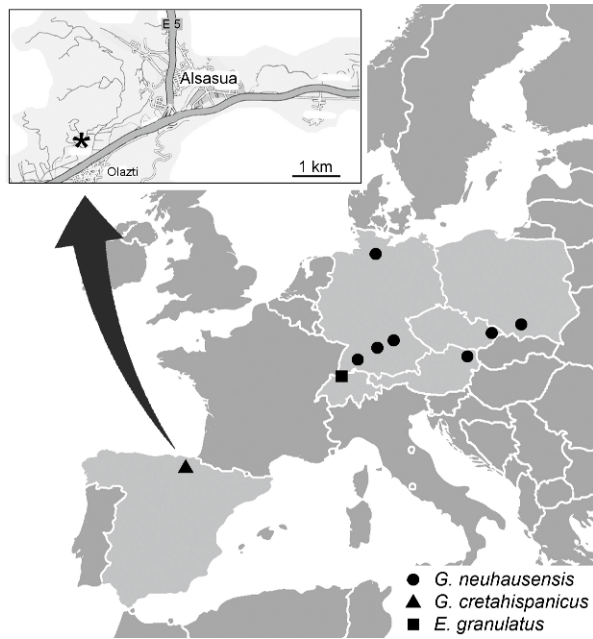 E 5
Alsasua
Olazti
1 km
G. neuhausensis
G. cretahispanicus
E. granulatus